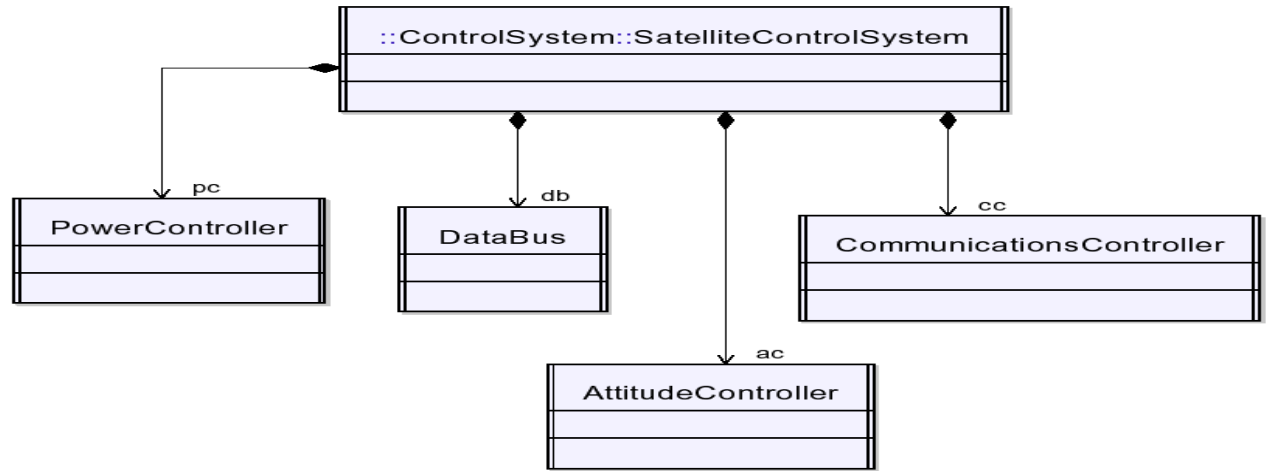 ::ControlSystem::SatelliteControlSystem
pc
PowerController
db
DataBus
cc
CommunicationsController
ac
AttitudeController